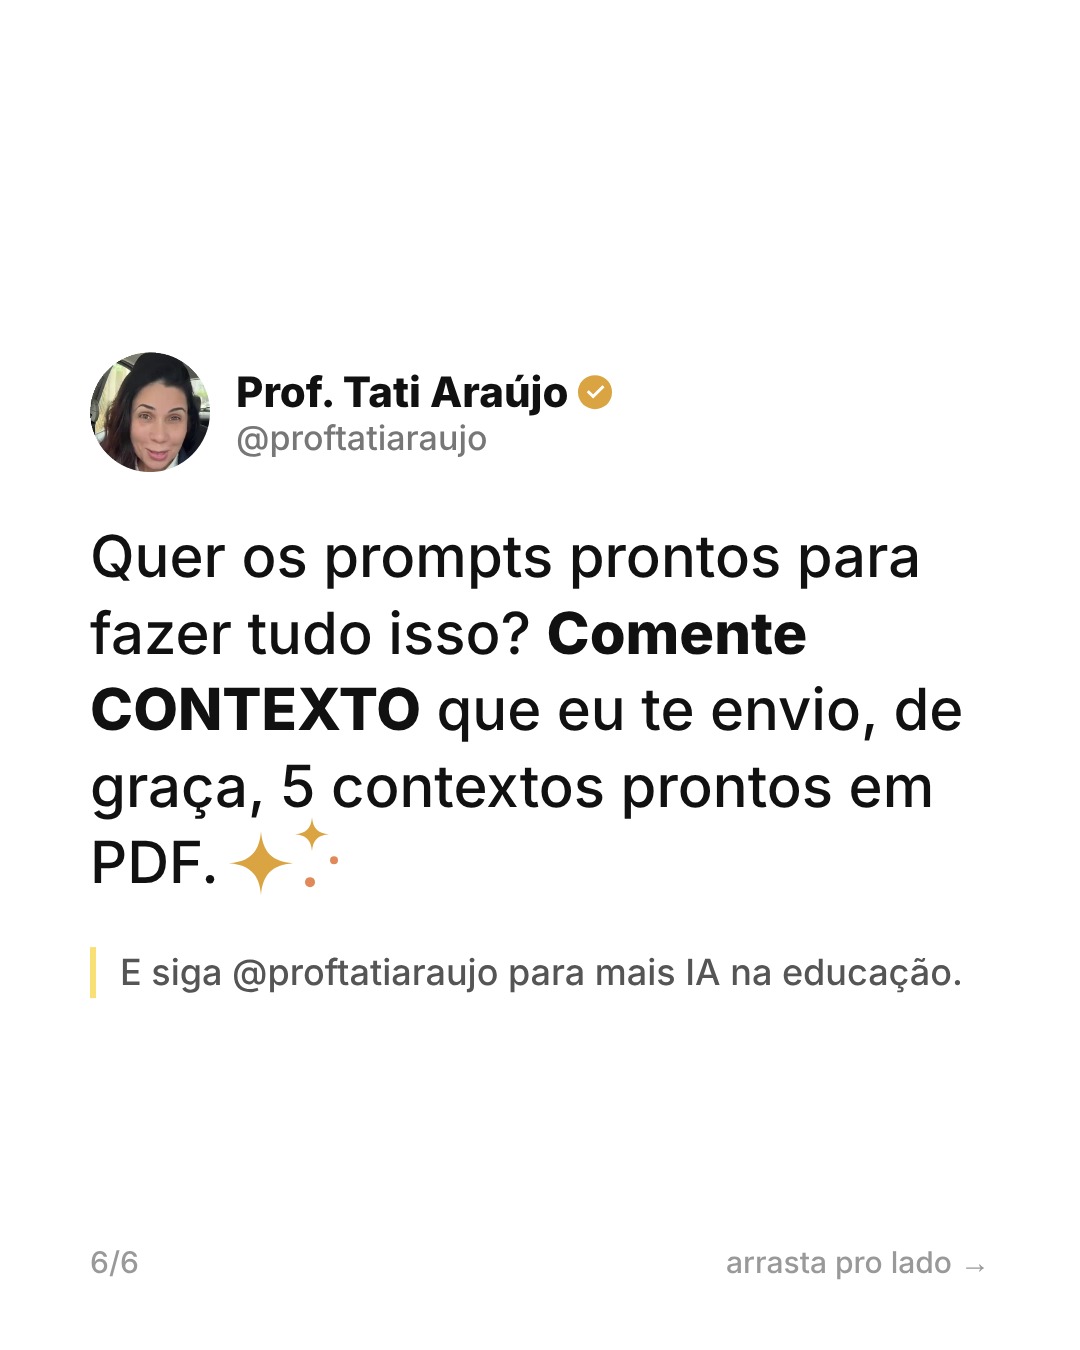 Prof. Tati Araújo
@proftatiaraujo
Quer os prompts prontos para
fazer tudo isso? Comente
CONTEXTO que eu te envio, de
graça, 5 contextos prontos em
PDF.
E siga @proftatiaraujo para mais IA na educação.
6/6
arrasta pro lado →